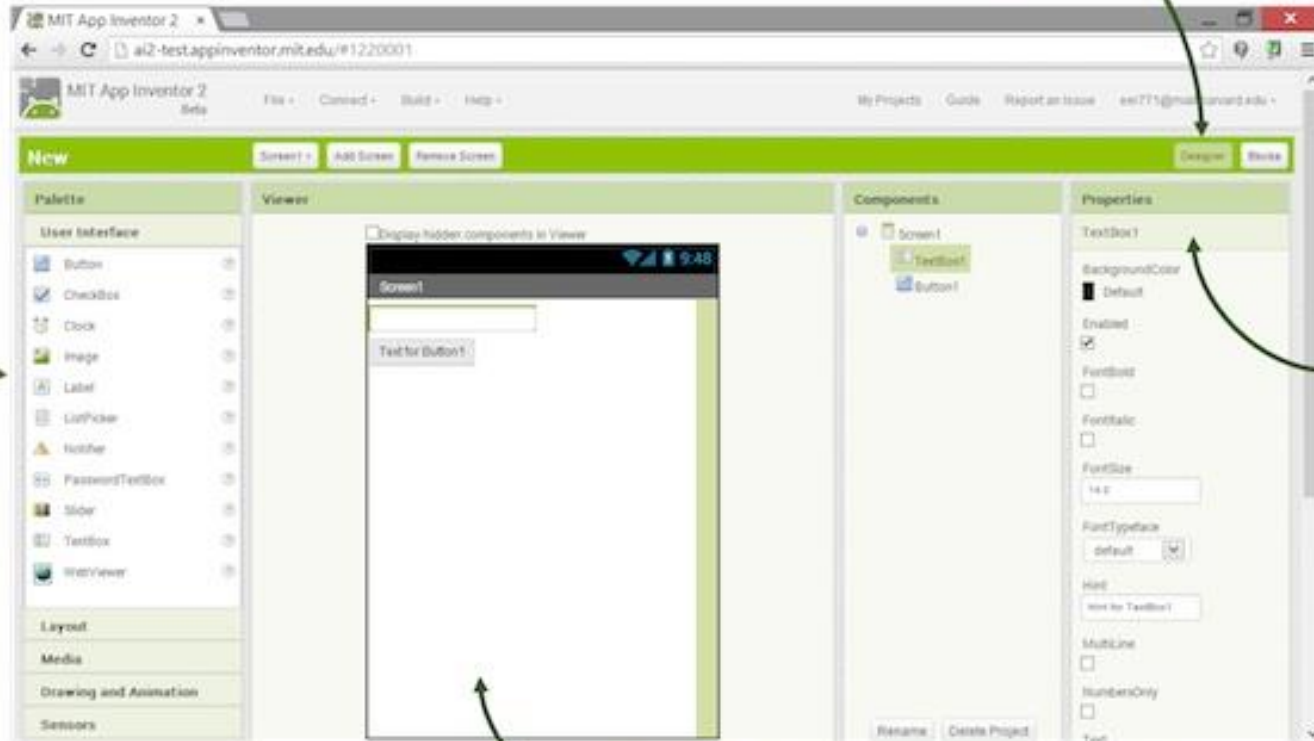 MIT App Inventor 2
ai2-test.appinventor.mit.edu/#1220001
MIT App Inventor 2
Beta
File Connect Build Help
My Projects Guide Report an Issue
New
Screen1 Add Screen Remove Screen
Designer Blocks
Palette
User Interface
Button
CheckBox
Clock
Image
Label
ListPicker
Notifier
PasswordTextBox
Slider
TextBox
WebViewer
Layout
Media
Drawing and Animation
Sensors
Viewer
Display hidden components in Viewer
9:48
Screen1
Text for Button1
Components
Screen1
TextBox1
Button1
Rename Delete Project
Properties
TextBox1
BackgroundColor
Default
Enabled
FontBold
FontItalic
FontSize
14.0
FontTypeface
default
Hint
Hint for TextBox1
MultiLine
NumbersOnly
Text